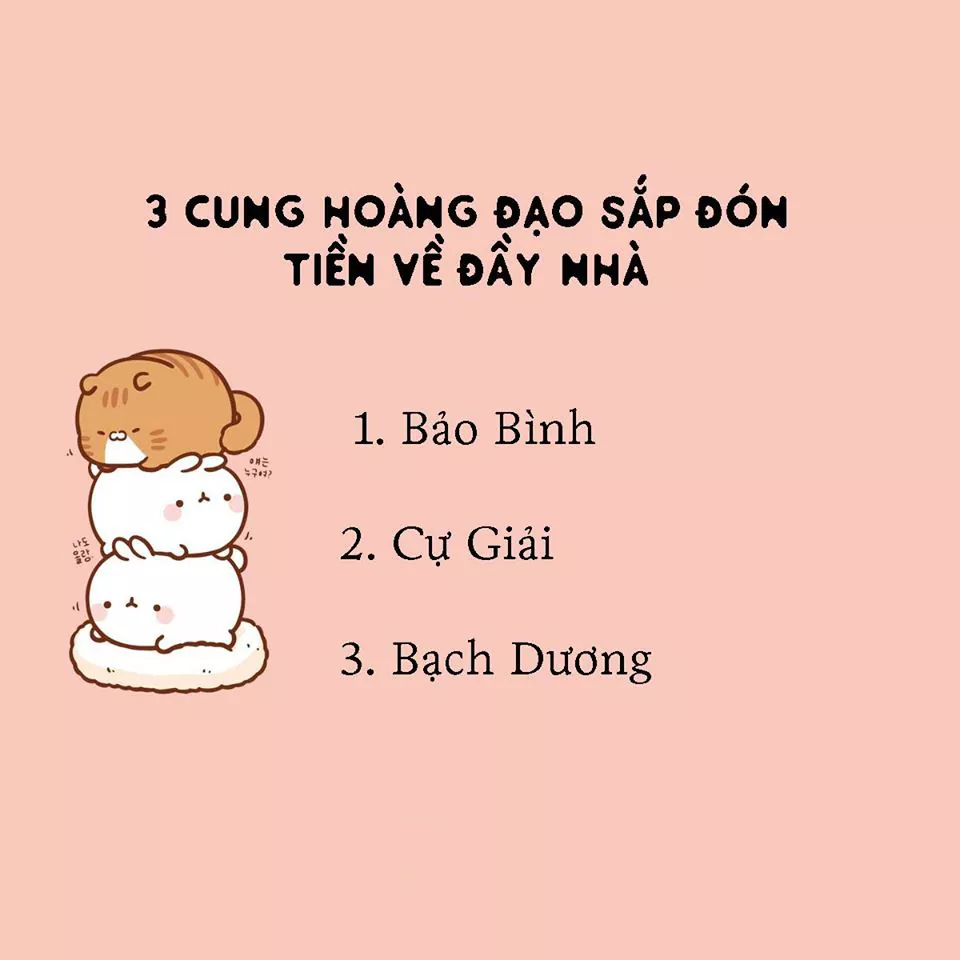 3 CUNG HOÀNG ĐẠO SẮP ĐÓN
TIỀN VỀ ĐẦY NHÀ
1. Bảo Bình
얘는
누구여?
2. Cự Giải
나도
몰랑
3. Bạch Dương